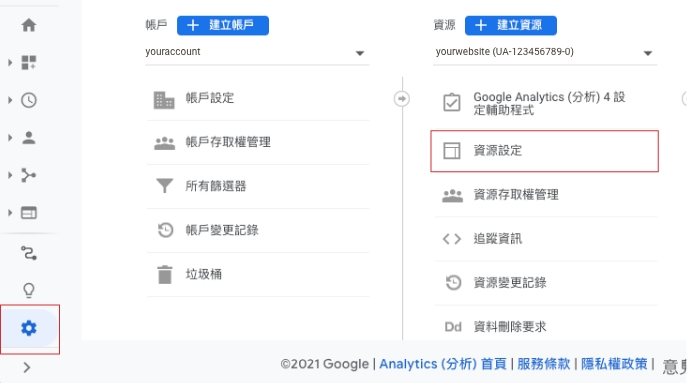 帳戶
＋ 建立帳戶
youraccount
帳戶設定
帳戶存取權管理
所有篩選器
帳戶變更記錄
垃圾桶
資源
＋ 建立資源
yourwebsite (UA-123456789-0)
Google Analytics (分析) 4 設
定輔助程式
資源設定
資源存取權管理
追蹤資訊
資源變更記錄
Dd 資料刪除要求
©2021 Google | Analytics (分析) 首頁 | 服務條款 | 隱私權政策 | 意見